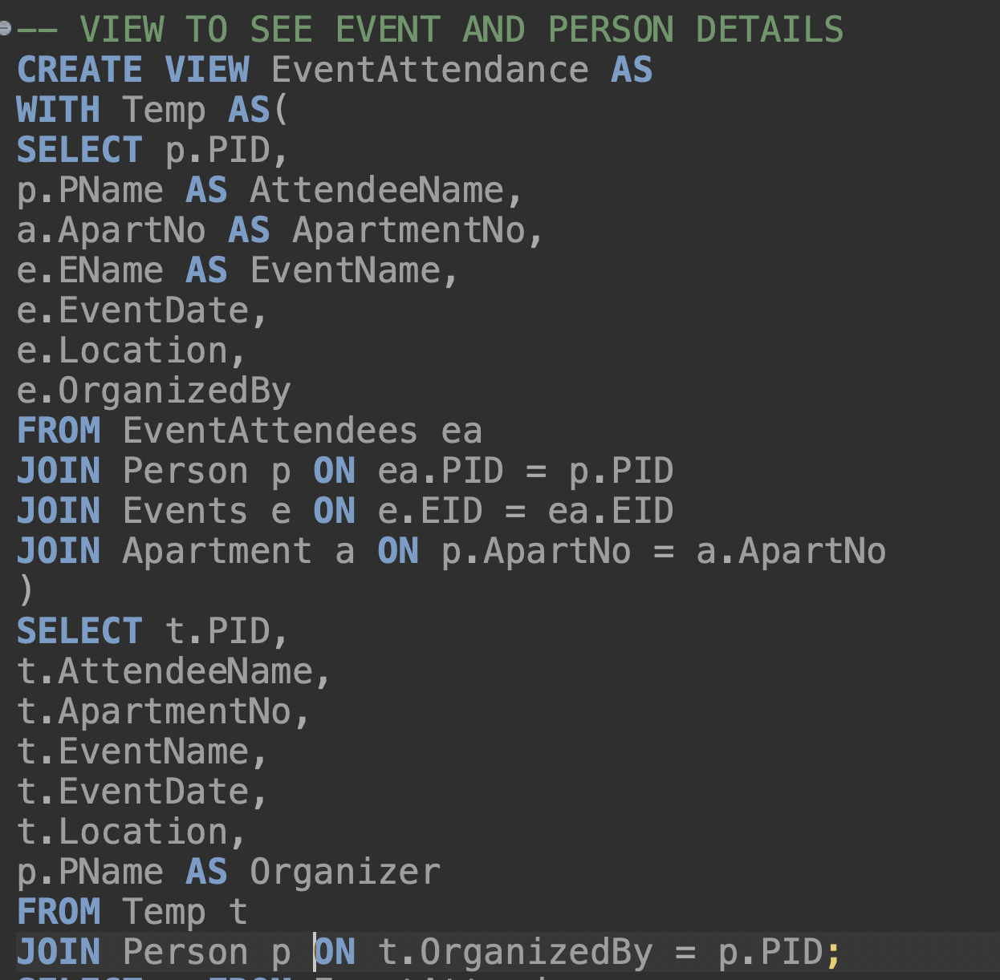 -- VIEW TO SEE EVENT AND PERSON DETAILS
CREATE VIEW EventAttendance AS
WITH Temp AS(
SELECT p.PID,
p.PName AS AttendeeName,
a.ApartNo AS ApartmentNo,
e.EName AS EventName,
e.EventDate,
e.Location,
e.OrganizedBy
FROM EventAttendees ea
JOIN Person p ON ea.PID = p.PID
JOIN Events e ON e.EID = ea.EID
JOIN Apartment a ON p.ApartNo = a.ApartNo
)
SELECT t.PID,
t.AttendeeName,
t.ApartmentNo,
t.EventName,
t.EventDate,
t.Location,
p.PName AS Organizer
FROM Temp t
JOIN Person p ON t.OrganizedBy = p.PID;